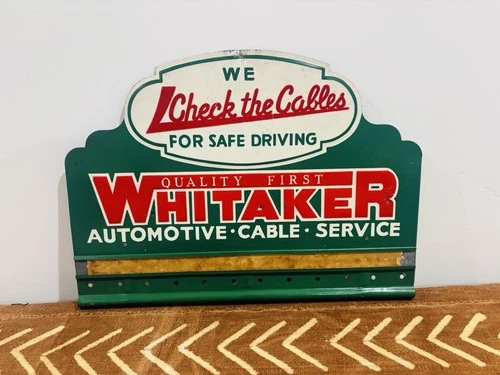 WE
Check the Cables
FOR SAFE DRIVING
QUALITY FIRST
WHITAKER
AUTOMOTIVE · CABLE · SERVICE